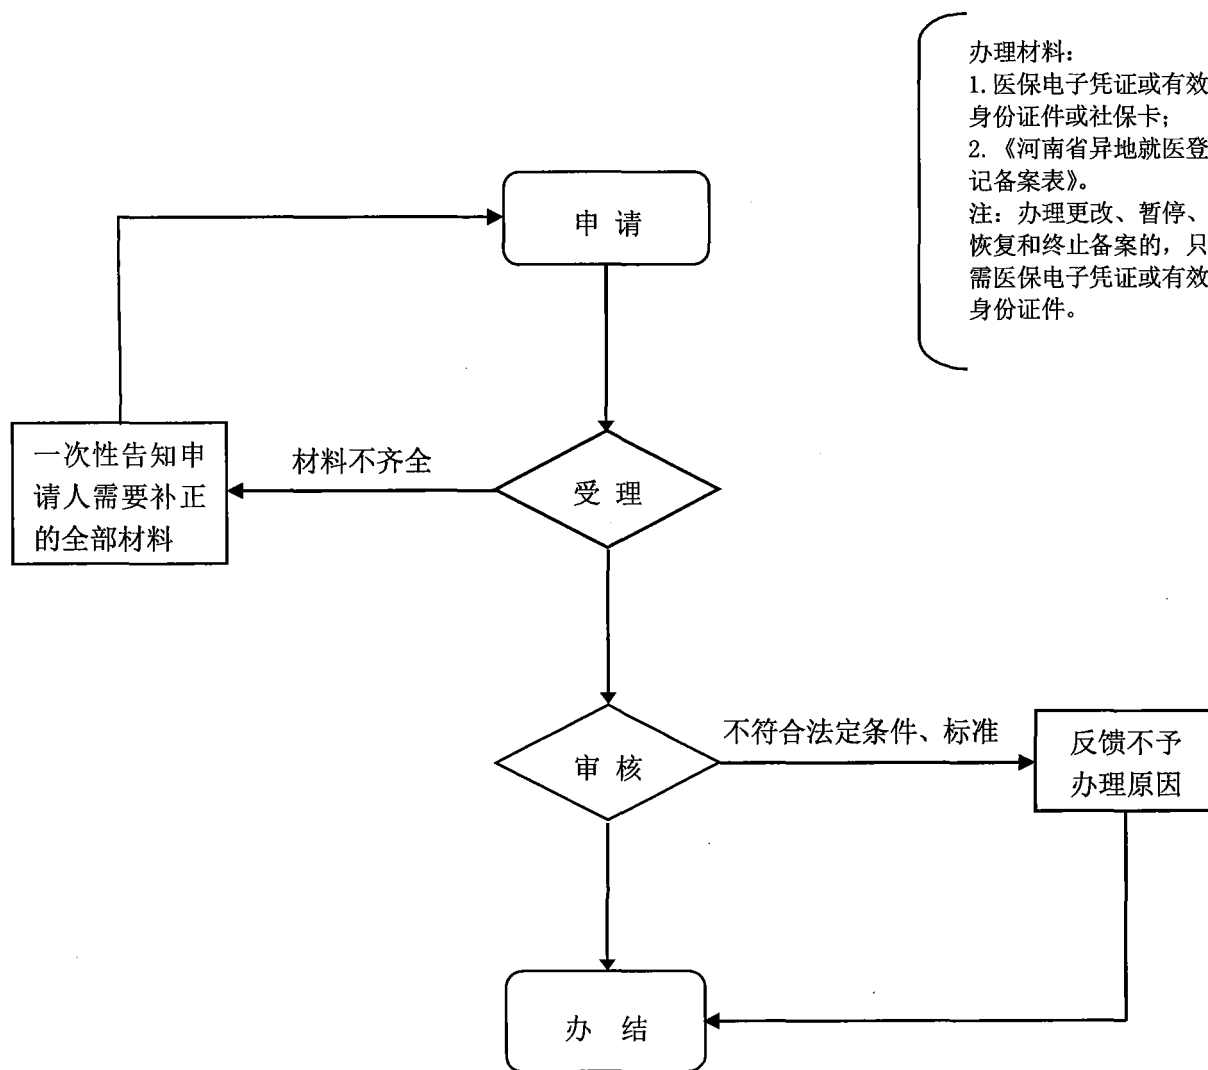 办理材料：
1. 医保电子凭证或有效
身份证件或社保卡；
2. 《河南省异地就医登
记备案表》。
注：办理更改、暂停、
恢复和终止备案的，只
需医保电子凭证或有效
身份证件。
申 请
一次性告知申
请人需要补正
的全部材料
材料不齐全
受 理
审 核
不符合法定条件、标准
反馈不予
办理原因
办 结